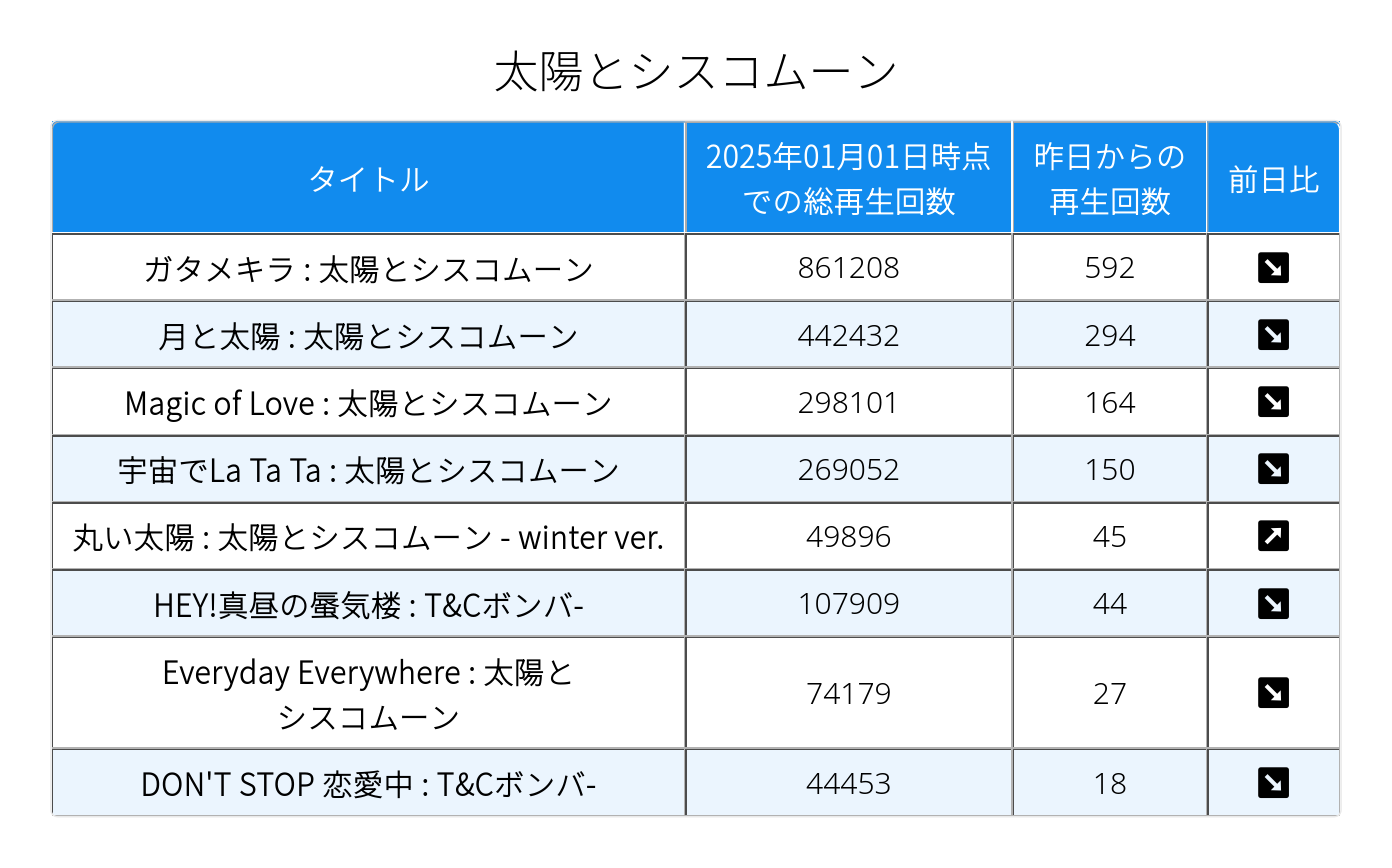 太陽とシスコムーン
タイトル
2025年01月01日時点
での総再生回数
昨日からの
再生回数
前日比
ガタメキラ : 太陽とシスコムーン
861208
592
月と太陽 : 太陽とシスコムーン
442432
294
Magic of Love : 太陽とシスコムーン
298101
164
宇宙でLa Ta Ta : 太陽とシスコムーン
269052
150
丸い太陽 : 太陽とシスコムーン - winter ver.
49896
45
HEY!真昼の蜃気楼 : T&Cボンバ-
107909
44
Everyday Everywhere : 太陽と
シスコムーン
74179
27
DON'T STOP 恋愛中 : T&Cボンバ-
44453
18